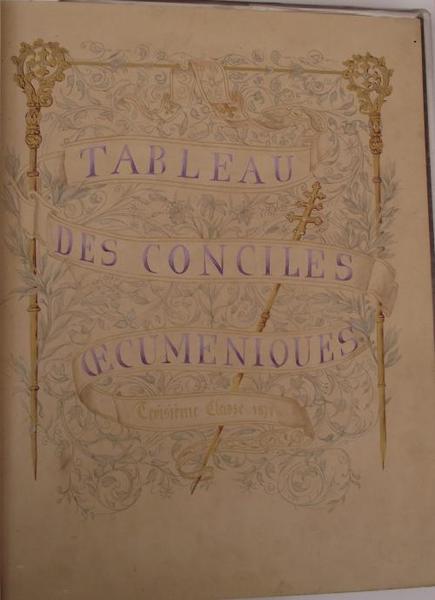 TABLEAU
DES CONCILES
ŒCUMENIQUES
Troisième Classe